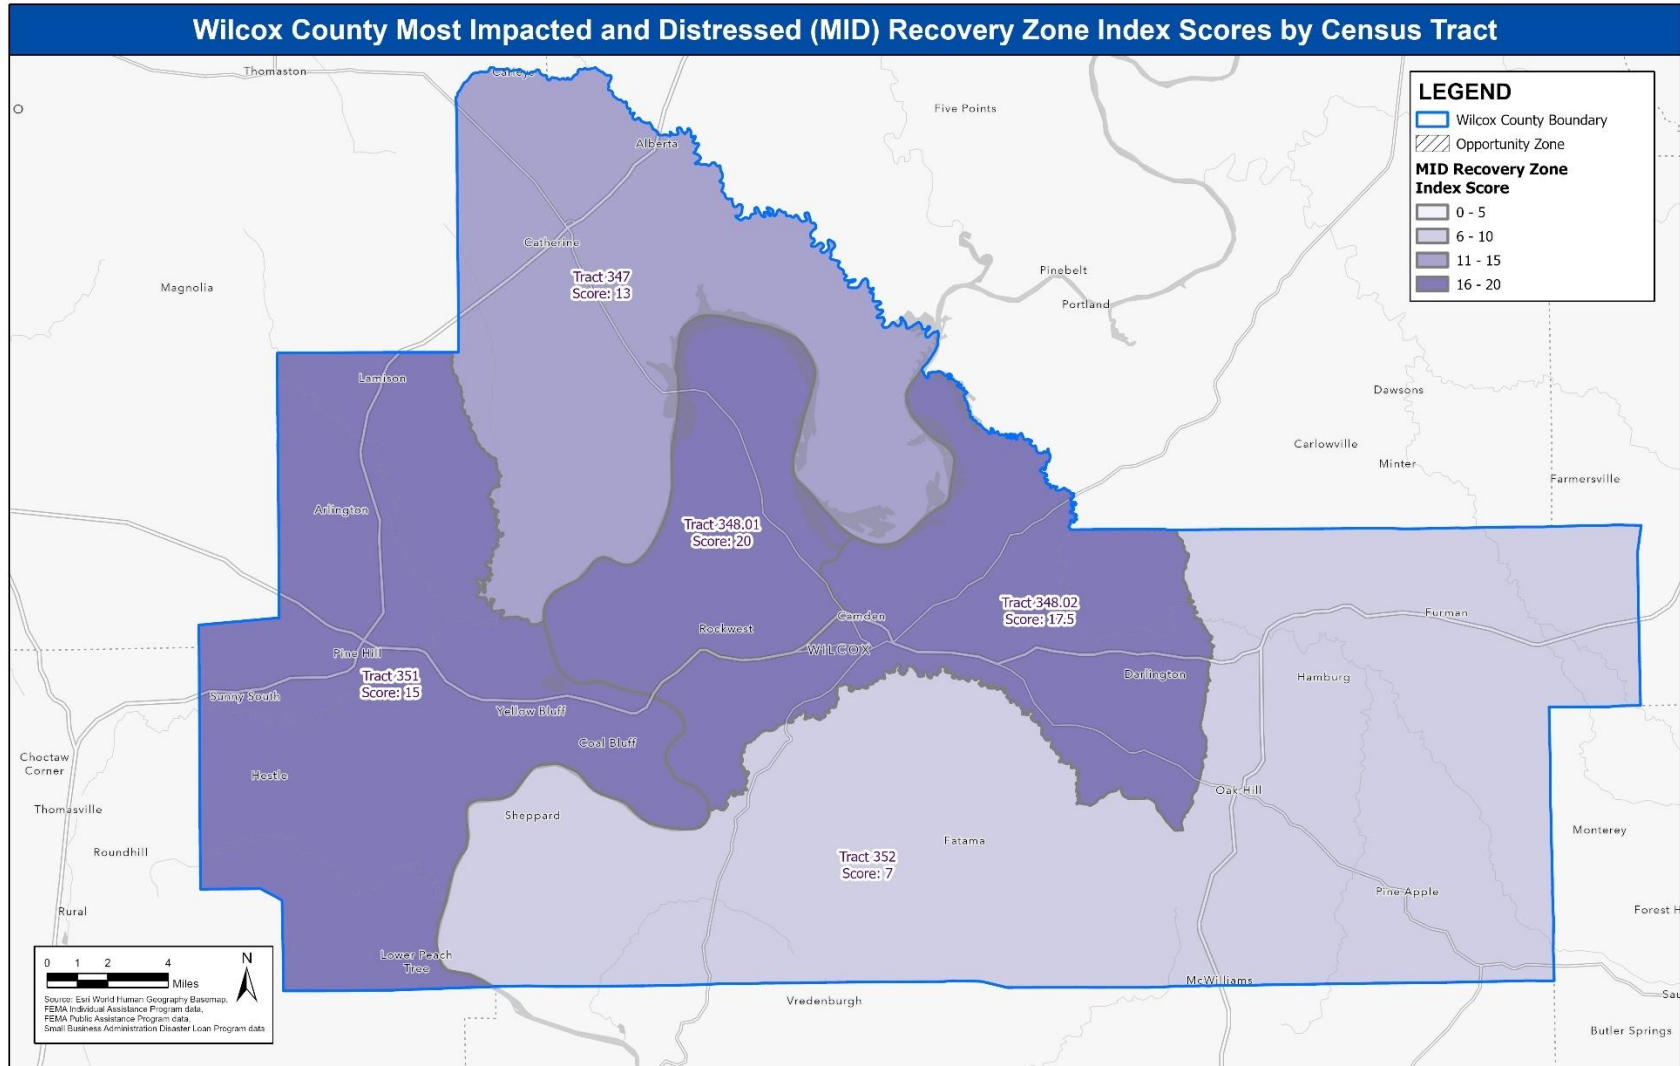 Wilcox County Most Impacted and Distressed (MID) Recovery Zone Index Scores by Census Tract
LEGEND
Wilcox County Boundary
Opportunity Zone
MID Recovery Zone
Index Score
0 - 5
6 - 10
11 - 15
16 - 20
Thomaston
Five Points
Alberta
Catherine
Tract 347
Score: 13
Magnolia
Pinebelt
Portland
Lamison
Dawsons
Carlowville
Minter
Farmersville
Arlington
Tract 348.01
Score: 20
Tract 348.02
Score: 17.5
Camden
Furman
Rockwest
WILCOX
Pine Hill
Tract 351
Score: 15
Darlington
Hamburg
Sunny South
Yellow Bluff
Coal Bluff
Choctaw
Corner
Hestle
Thomasville
Sheppard
Oak Hill
Monterey
Fatama
Roundhill
Tract 352
Score: 7
Pine Apple
Rural
Forest H
Lower Peach
Tree
McWilliams
Vredenburgh
Sau
Butler Springs
0 1 2 4
Miles
N
Source: Esri World Human Geography Basemap,
FEMA Individual Assistance Program data,
FEMA Public Assistance Program data,
Small Business Administration Disaster Loan Program data